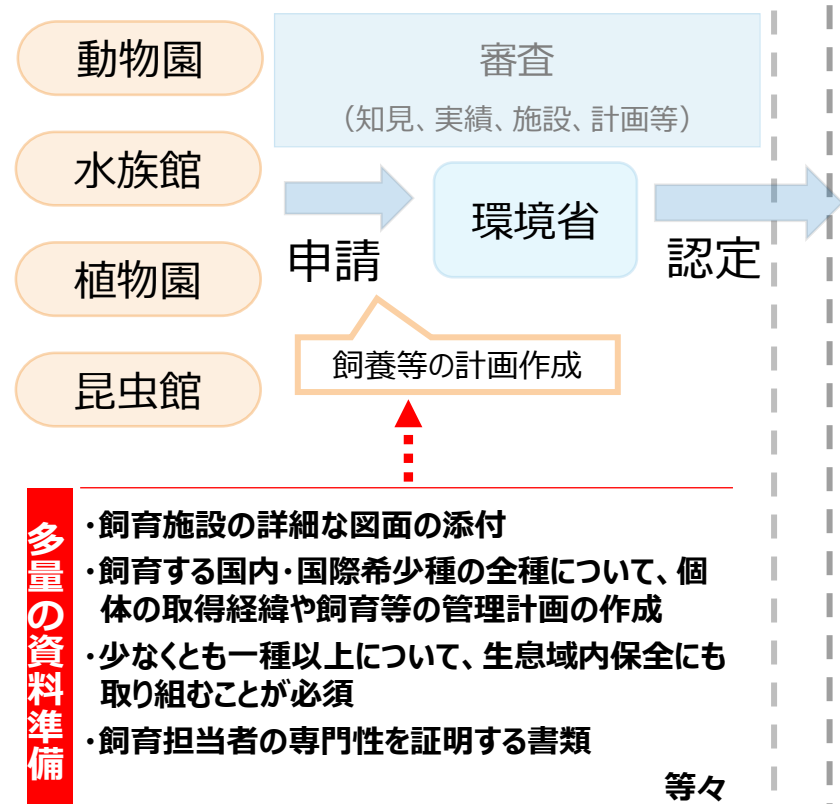 動物園
水族館
植物園
昆虫館
審査
（知見、実績、施設、計画等）
申請
環境省
認定
飼養等の計画作成
多量の資料準備
・飼育施設の詳細な図面の添付
・飼育する国内・国際希少種の全種について、個
体の取得経緯や飼育等の管理計画の作成
・少なくとも一種以上について、生息域内保全にも
取り組むことが必須
・飼育担当者の専門性を証明する書類
等々